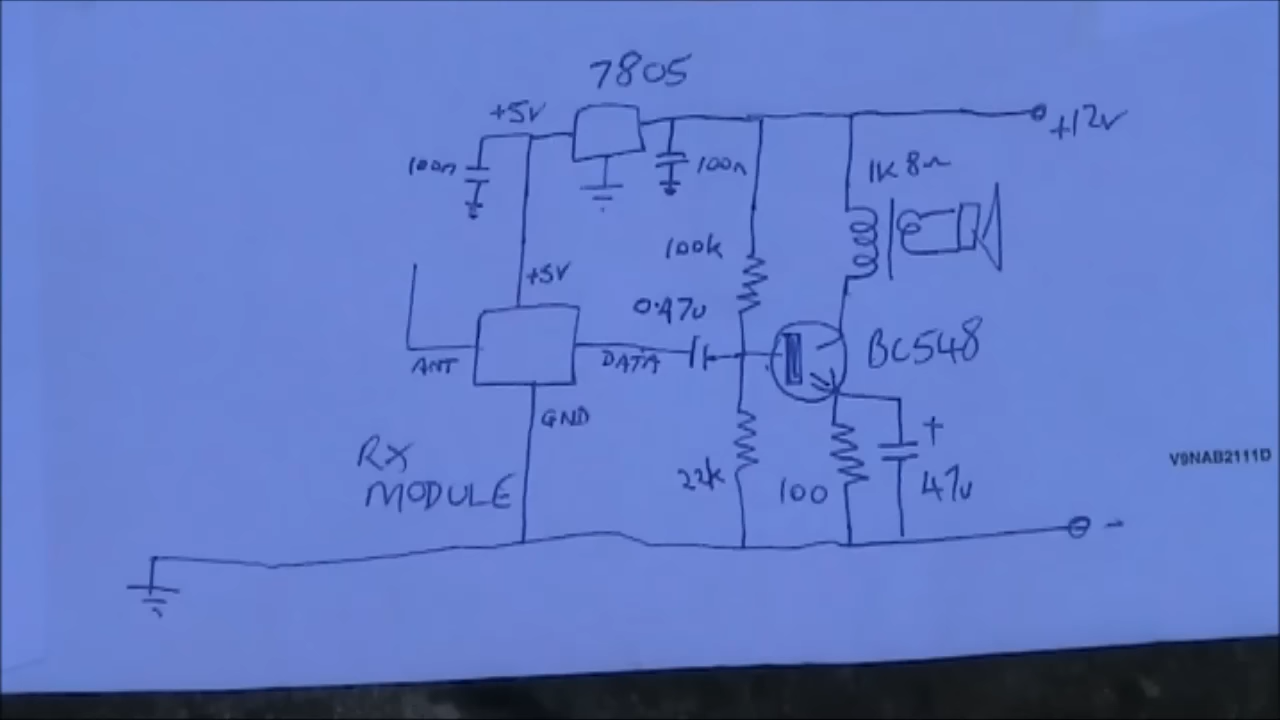 7805
+5V
+12V
100n
100n
1K 8Ω
100k
+5V
0.47u
BC548
ANT
DATA
GND
+
RX
MODULE
22k
100
47u
V9NAB2111D
-